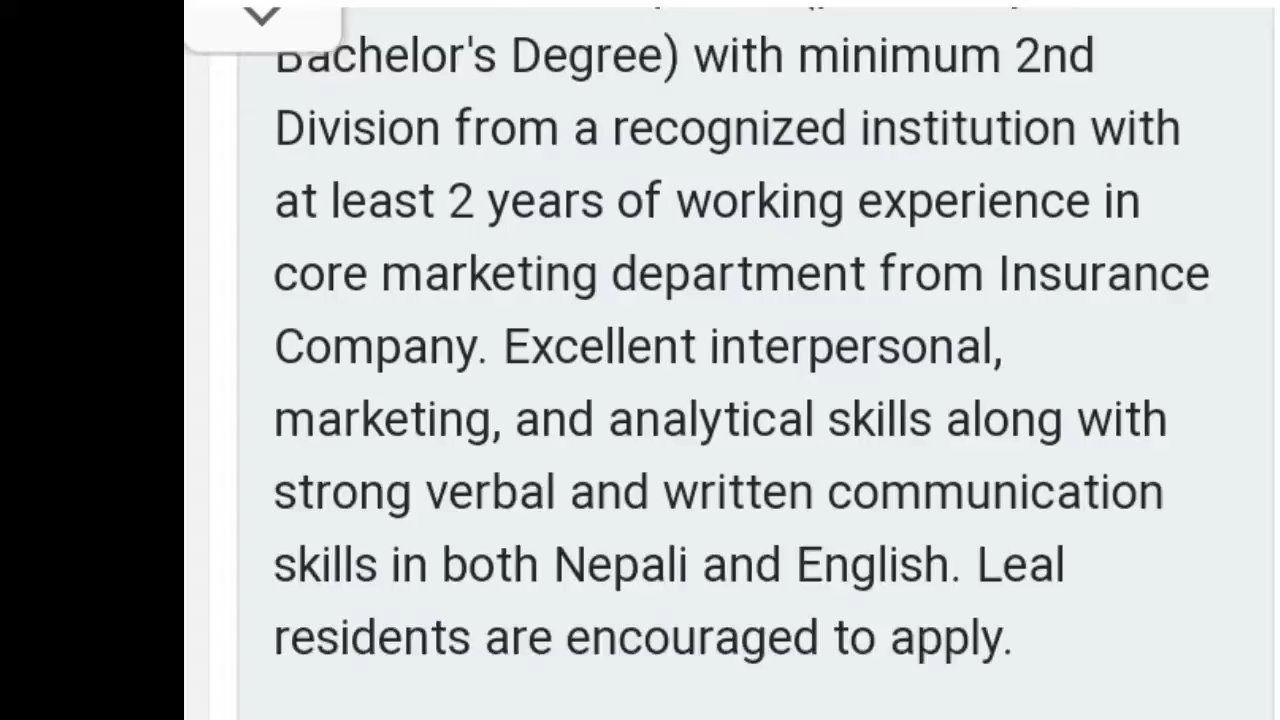 Bachelor's Degree) with minimum 2nd
Division from a recognized institution with
at least 2 years of working experience in
core marketing department from Insurance
Company. Excellent interpersonal,
marketing, and analytical skills along with
strong verbal and written communication
skills in both Nepali and English. Leal
residents are encouraged to apply.